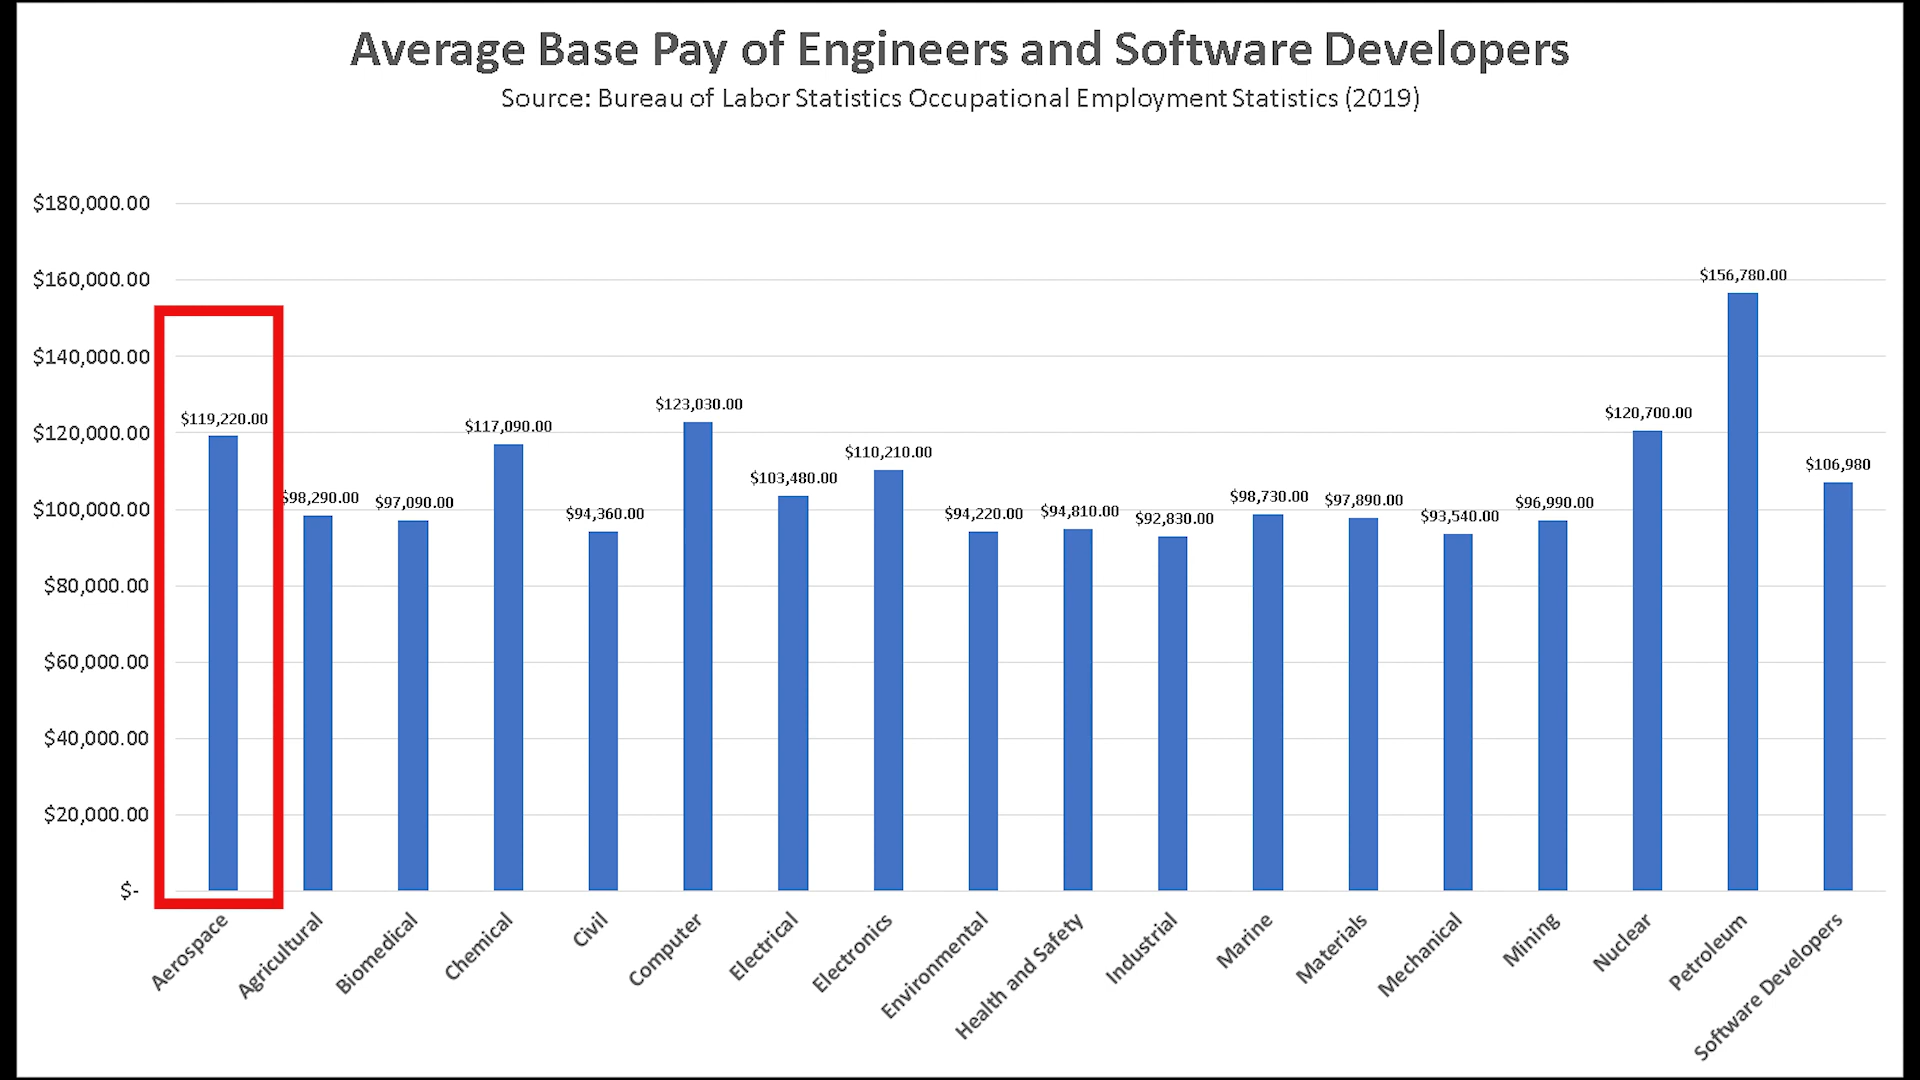 Average Base Pay of Engineers and Software Developers
Source: Bureau of Labor Statistics Occupational Employment Statistics (2019)
$180,000.00
$160,000.00
$140,000.00
$120,000.00
$100,000.00
$80,000.00
$60,000.00
$40,000.00
$20,000.00
$-
$119,220.00
$98,290.00
$97,090.00
$117,090.00
$94,360.00
$123,030.00
$103,480.00
$110,210.00
$94,220.00
$94,810.00
$92,830.00
$98,730.00
$97,890.00
$93,540.00
$96,990.00
$120,700.00
$156,780.00
$106,980
Aerospace
Agricultural
Biomedical
Chemical
Civil
Computer
Electrical
Electronics
Environmental
Health and Safety
Industrial
Marine
Materials
Mechanical
Mining
Nuclear
Petroleum
Software Developers